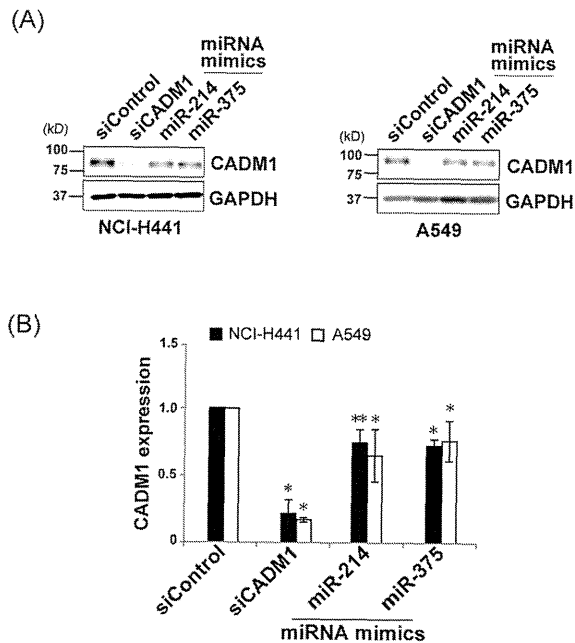 (A)
miRNA
mimics
siControl
siCADM1
miR-214
miR-375
(kD)
100
75
CADM1
37
GAPDH
NCI-H441
miRNA
mimics
siControl
siCADM1
miR-214
miR-375
(kD)
100
75
CADM1
37
GAPDH
A549
(B)
NCI-H441 A549
CADM1 expression
1.5
1.0
0.5
0
* * ** * * *
siControl
siCADM1
miR-214
miR-375
miRNA mimics